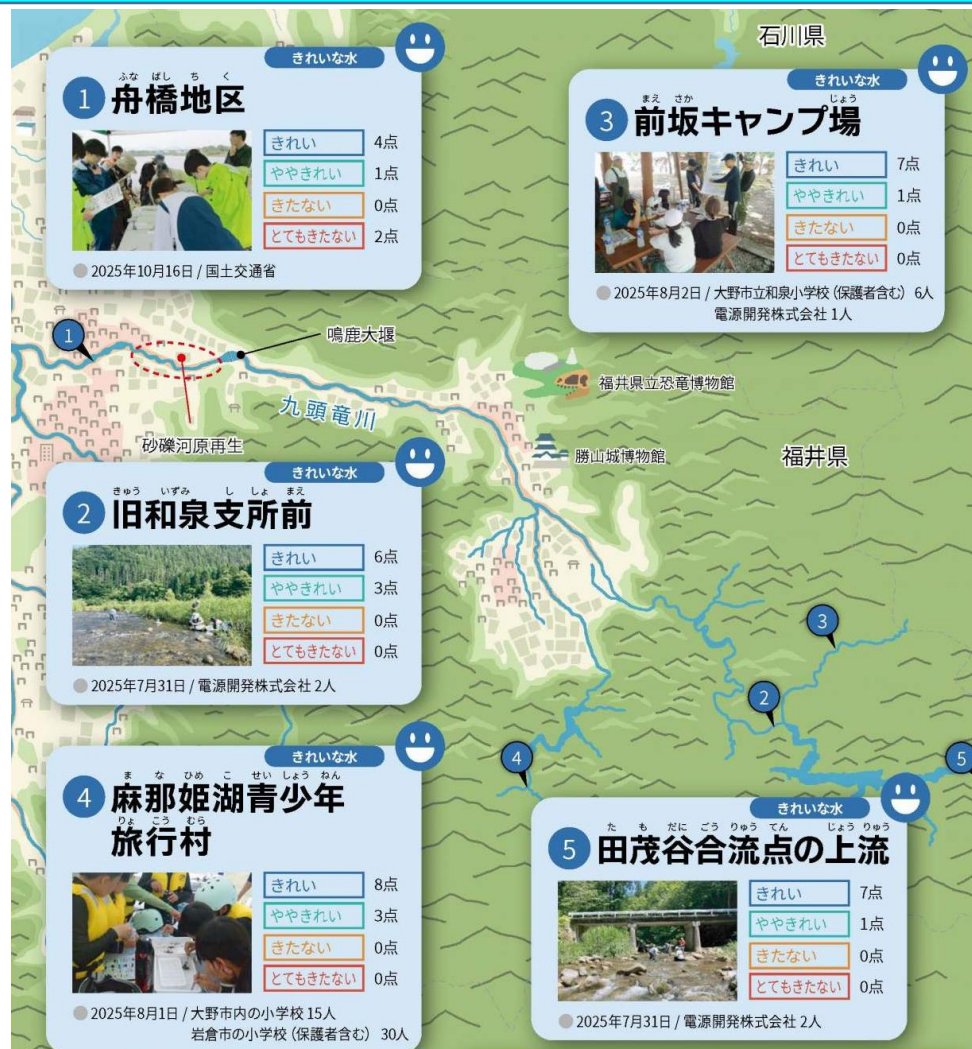 石川県
きれいな水
ふな ばし ち く
1 舟橋地区
きれい 4点
ややきれい 1点
きたない 0点
とてもきたない 2点
2025年10月16日 / 国土交通省
きれいな水
まえ さか じょう
3 前坂キャンプ場
きれい 7点
ややきれい 1点
きたない 0点
とてもきたない 0点
2025年8月2日 / 大野市立和泉小学校 (保護者含む) 6人
電源開発株式会社 1人
1
鳴鹿大堰
九頭竜川
砂礫河原再生
福井県立恐竜博物館
勝山城博物館
福井県
きれいな水
きゅう いずみ し しょ まえ
2 旧和泉支所前
きれい 6点
ややきれい 3点
きたない 0点
とてもきたない 0点
2025年7月31日 / 電源開発株式会社 2人
3
2
4
5
きれいな水
ま な ひめ こ せい しょう ねん
4 麻那姫湖青少年
りょ こう むら
旅行村
きれい 8点
ややきれい 3点
きたない 0点
とてもきたない 0点
2025年8月1日 / 大野市内の小学校 15人
岩倉市の小学校 (保護者含む) 30人
きれいな水
た も だに ごう りゅう てん じょう りゅう
5 田茂谷合流点の上流
きれい 7点
ややきれい 1点
きたない 0点
とてもきたない 0点
2025年7月31日 / 電源開発株式会社 2人